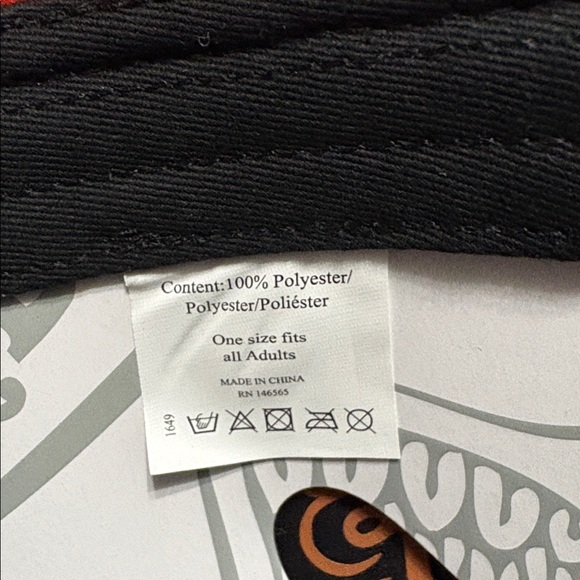 Content:100% Polyester/
Polyester/Poliéster
One size fits
all Adults
MADE IN CHINA
RN 146565
1649